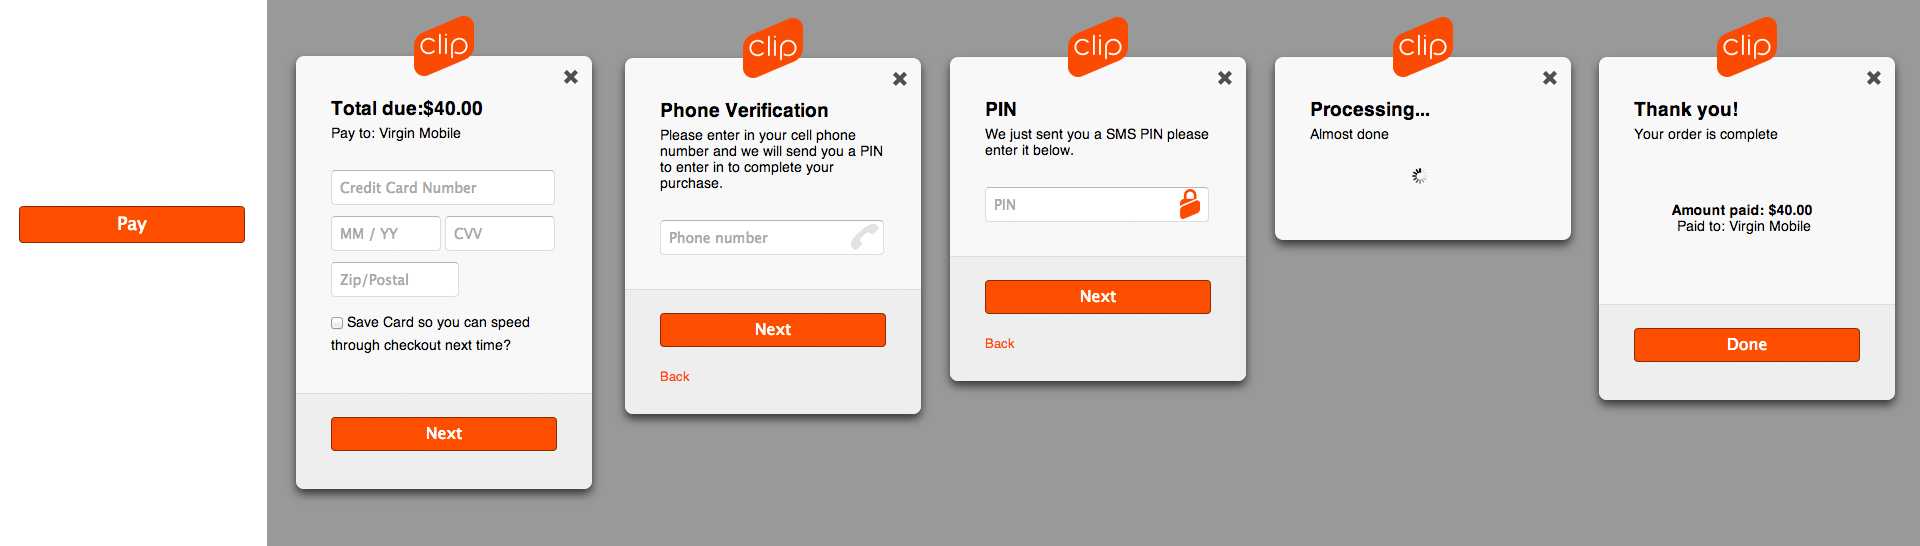 Pay
clip
Total due:$40.00
Pay to: Virgin Mobile
Credit Card Number
MM / YY
CVV
Zip/Postal
Save Card so you can speed
through checkout next time?
Next
clip
Phone Verification
Please enter in your cell phone
number and we will send you a PIN
to enter in to complete your
purchase.
Phone number
Next
Back
clip
PIN
We just sent you a SMS PIN please
enter it below.
PIN
Next
Back
clip
Processing...
Almost done
clip
Thank you!
Your order is complete
Amount paid: $40.00
Paid to: Virgin Mobile
Done